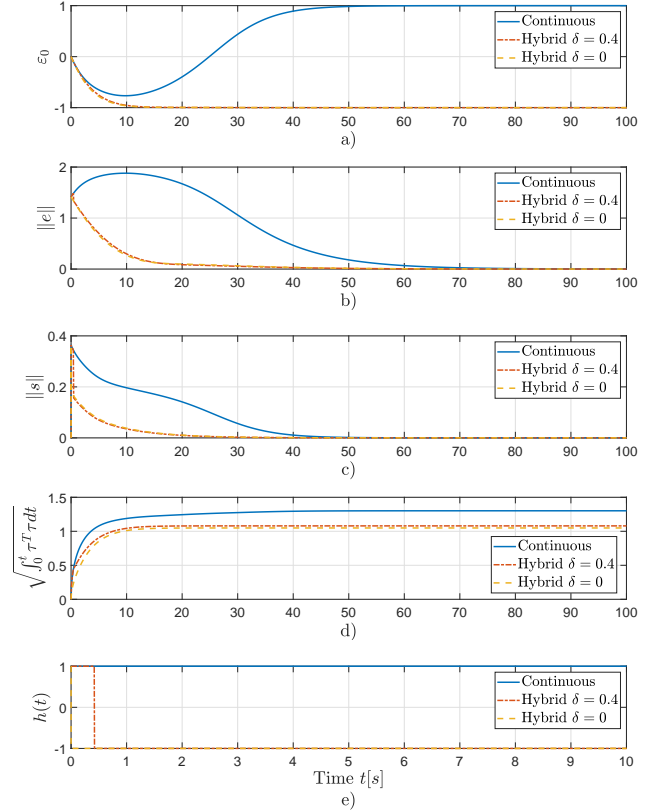 1
0
-1
ε₀
Continuous
Hybrid δ = 0.4
Hybrid δ = 0
0 10 20 30 40 50 60 70 80 90 100
a)
2
1
0
||e||
Continuous
Hybrid δ = 0.4
Hybrid δ = 0
0 10 20 30 40 50 60 70 80 90 100
b)
0.4
0.2
0
||s||
Continuous
Hybrid δ = 0.4
Hybrid δ = 0
0 10 20 30 40 50 60 70 80 90 100
c)
1.5
1
0.5
0
√∫₀ᵗ τᵀτdt
Continuous
Hybrid δ = 0.4
Hybrid δ = 0
0 10 20 30 40 50 60 70 80 90 100
d)
1
0
-1
h(t)
Continuous
Hybrid δ = 0.4
Hybrid δ = 0
0 1 2 3 4 5 6 7 8 9 10
Time t[s]
e)